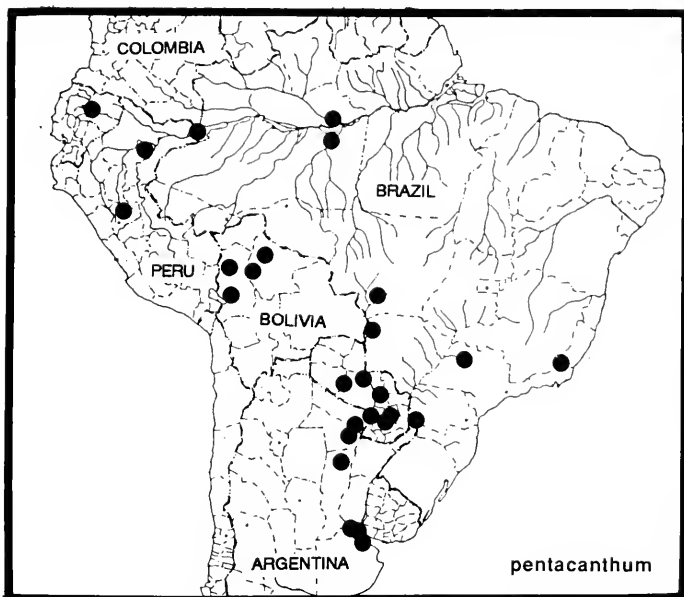 COLOMBIA
BRAZIL
PERU
BOLIVIA
ARGENTINA
pentacanthum